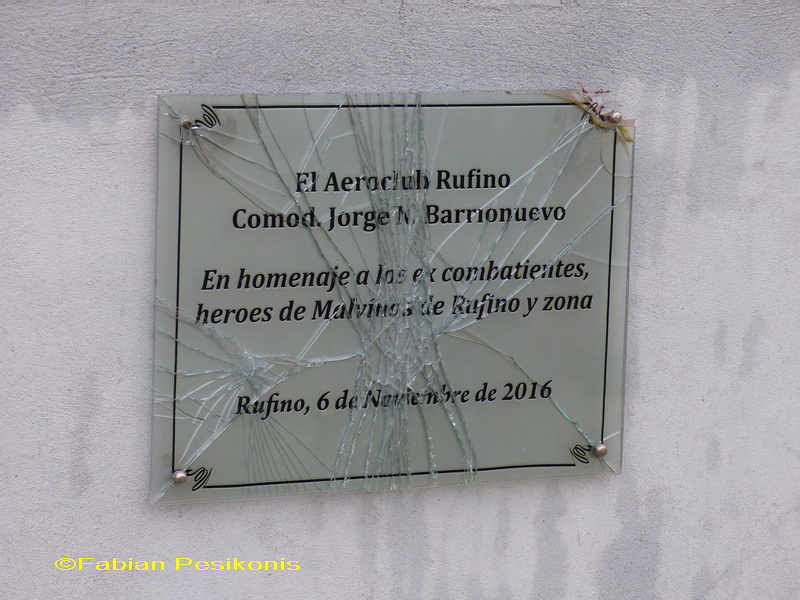 El Aeroclub Rufino
Comod. Jorge N. Barrionuevo
En homenaje a los ex combatientes,
heroes de Malvinas de Rufino y zona
Rufino, 6 de Noviembre de 2016
©Fabian Pesikonis